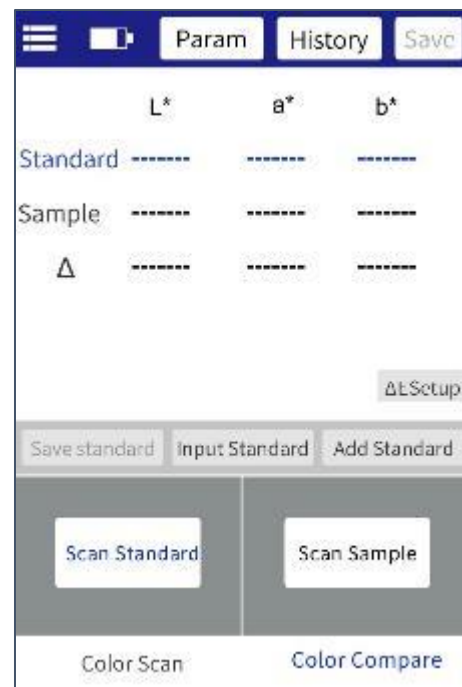 Param History Save
L* a* b*
Standard ------- ------- -------
Sample ------- ------- -------
Δ ------- ------- -------
ΔESetup
Save standard Input Standard Add Standard
Scan Standard Scan Sample
Color Scan Color Compare